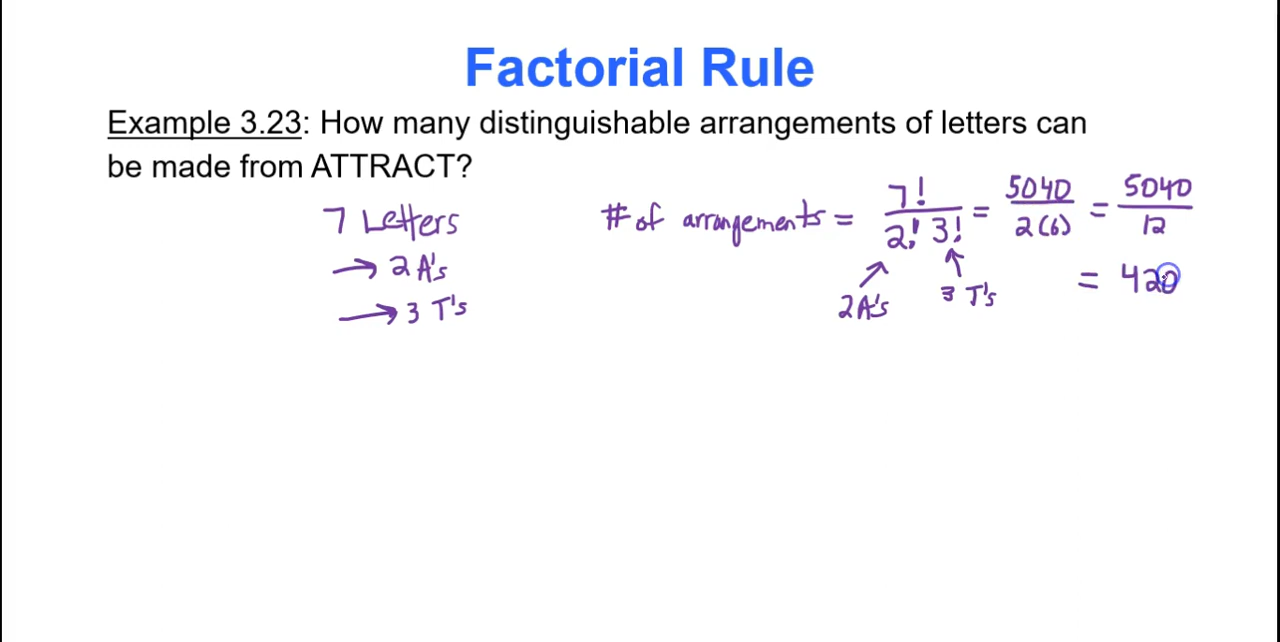 Factorial Rule
Example 3.23: How many distinguishable arrangements of letters can
be made from ATTRACT?
7 Letters
→ 2 A's
→ 3 T's
# of arrangements = 7!/(2! 3!) = 5040/2(6) = 5040/12
2A's
3 T's
= 420